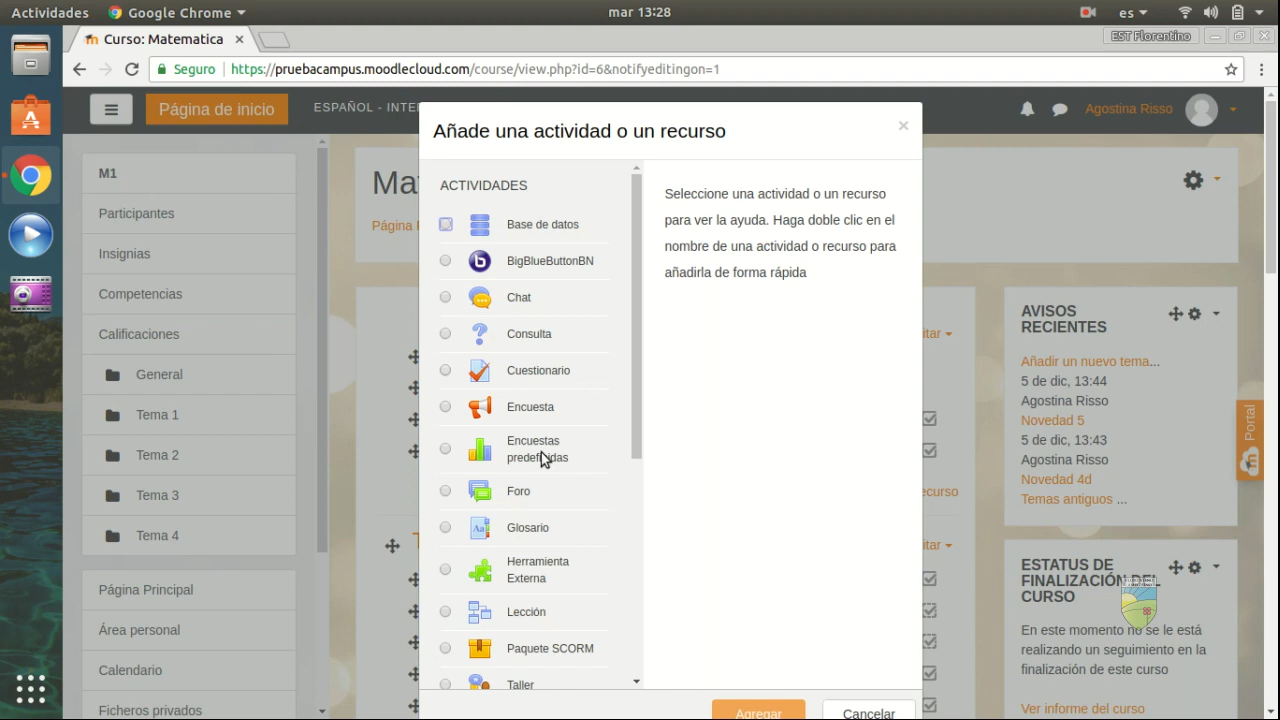 Actividades
Google Chrome
mar 13:28
es
Curso: Matematica
EST Florentino
Seguro
https://pruebacampus.moodlecloud.com/course/view.php?id=6&notifyeditingon=1
Página de inicio
ESPAÑOL - INTE
Agostina Risso
Añade una actividad o un recurso
M1
Participantes
Insignias
Competencias
Calificaciones
General
Tema 1
Tema 2
Tema 3
Tema 4
Página Principal
Área personal
Calendario
Ficheros privados
Ma
Página
ACTIVIDADES
Base de datos
BigBlueButtonBN
Chat
Consulta
Cuestionario
Encuesta
Encuestas
predefinidas
Foro
Glosario
Herramienta
Externa
Lección
Paquete SCORM
Taller
Seleccione una actividad o un recurso
para ver la ayuda. Haga doble clic en el
nombre de una actividad o recurso para
añadirla de forma rápida
Agregar
Cancelar
itar
ecurso
itar
AVISOS
RECIENTES
Añadir un nuevo tema...
5 de dic, 13:44
Agostina Risso
Novedad 5
5 de dic, 13:43
Agostina Risso
Novedad 4d
Temas antiguos ...
Portal
ESTATUS DE
FINALIZACIÓN DEL
CURSO
En este momento no se le está
realizando un seguimiento en la
finalización de este curso
Ver informe del curso